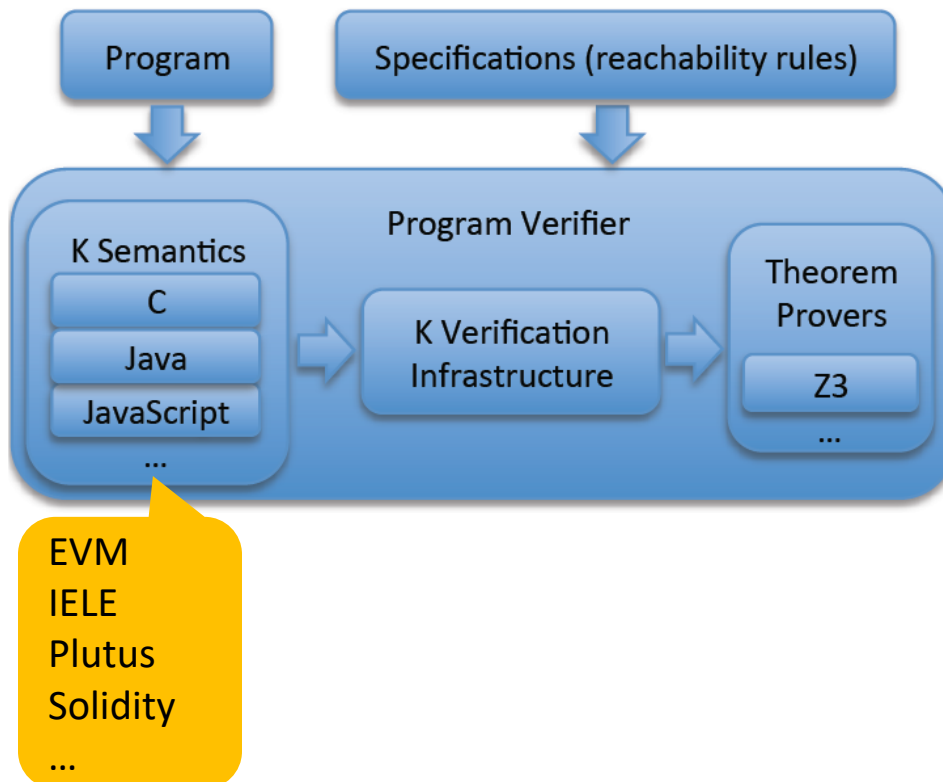 Program
Specifications (reachability rules)
Program Verifier
K Semantics
C
Java
JavaScript
...
K Verification
Infrastructure
Theorem
Provers
Z3
...
EVM
IELE
Plutus
Solidity
...